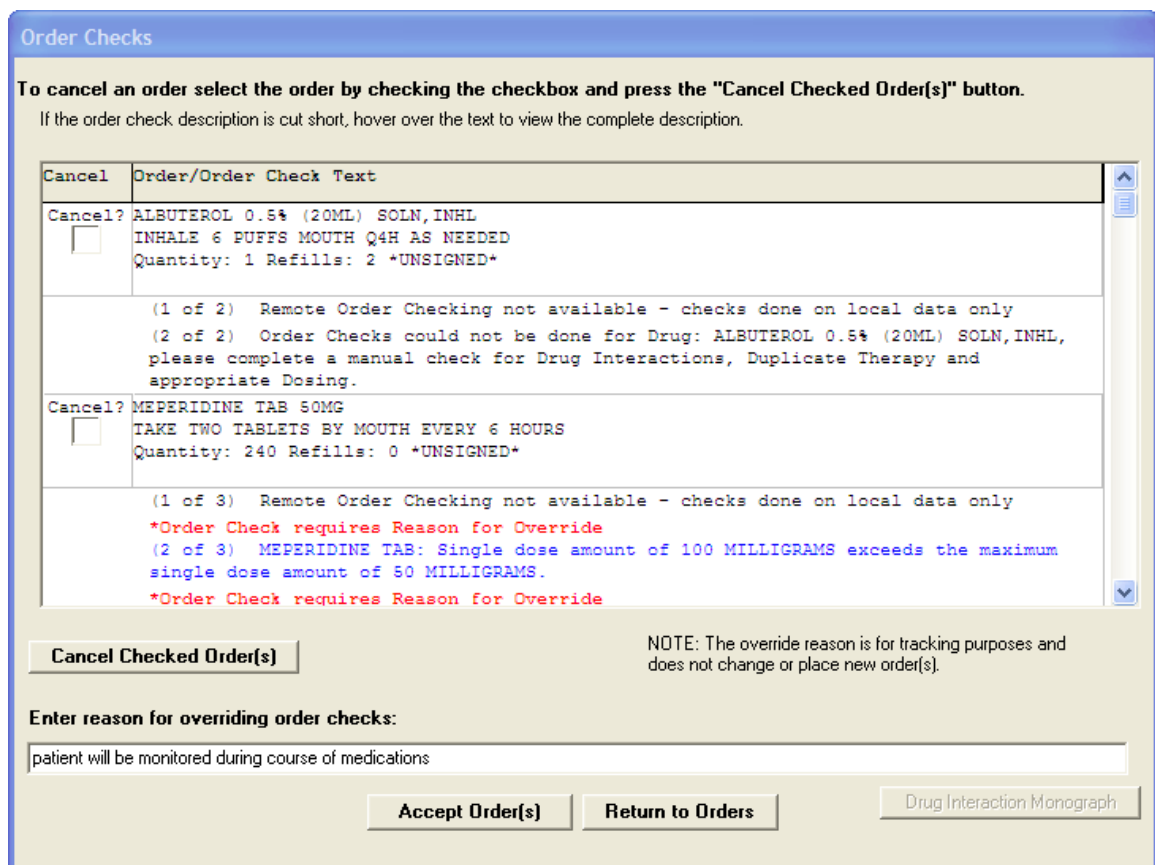 Order Checks
To cancel an order select the order by checking the checkbox and press the "Cancel Checked Order(s)" button.
If the order check description is cut short, hover over the text to view the complete description.
Cancel Order/Order Check Text
Cancel? ALBUTEROL 0.5% (20ML) SOLN,INHL
INHALE 6 PUFFS MOUTH Q4H AS NEEDED
Quantity: 1 Refills: 2 *UNSIGNED*
(1 of 2) Remote Order Checking not available - checks done on local data only
(2 of 2) Order Checks could not be done for Drug: ALBUTEROL 0.5% (20ML) SOLN,INHL,
please complete a manual check for Drug Interactions, Duplicate Therapy and
appropriate Dosing.
Cancel? MEPERIDINE TAB 50MG
TAKE TWO TABLETS BY MOUTH EVERY 6 HOURS
Quantity: 240 Refills: 0 *UNSIGNED*
(1 of 3) Remote Order Checking not available - checks done on local data only
*Order Check requires Reason for Override
(2 of 3) MEPERIDINE TAB: Single dose amount of 100 MILLIGRAMS exceeds the maximum
single dose amount of 50 MILLIGRAMS.
*Order Check requires Reason for Override
Cancel Checked Order(s)
NOTE: The override reason is for tracking purposes and
does not change or place new order(s).
Enter reason for overriding order checks:
patient will be monitored during course of medications
Accept Order(s) Return to Orders Drug Interaction Monograph